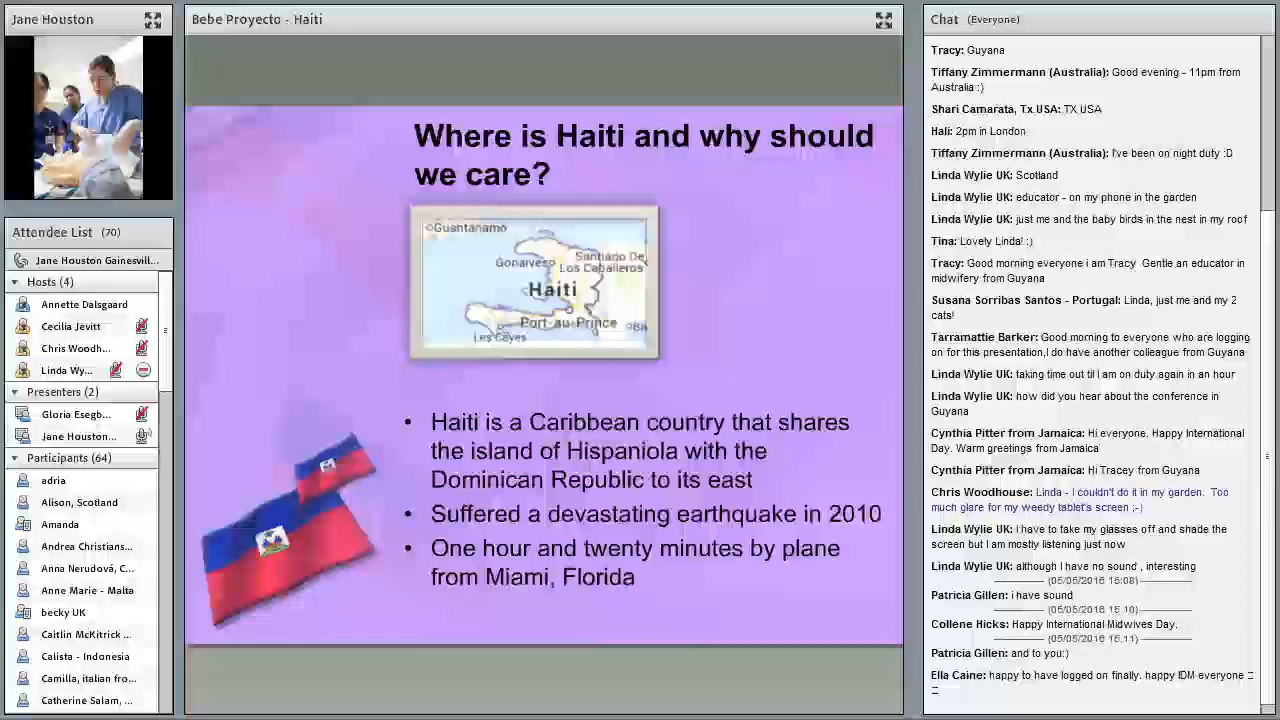 Jane Houston
Attendee List (70)
Jane Houston Gainesvill...
Hosts (4)
Annette Dalsgaard
Cecilia Jevitt
Chris Woodh...
Linda Wy...
Presenters (2)
Gloria Esegb...
Jane Houston...
Participants (64)
adria
Alison, Scotland
Amanda
Andrea Christians...
Anna Nerudová, C...
Anne Marie - Malta
becky UK
Caitlin McKitrick ...
Calista - Indonesia
Camilla, italian fro...
Catherine Salam, ...
Bebe Proyecto - Haiti
Where is Haiti and why should
we care?
Guantanamo
Gonaives
Santiago De
Los Caballeros
Haiti
Port-au-Prince
Les Cayes
• Haiti is a Caribbean country that shares
the island of Hispaniola with the
Dominican Republic to its east
• Suffered a devastating earthquake in 2010
• One hour and twenty minutes by plane
from Miami, Florida
Chat (Everyone)
Tracy: Guyana
Tiffany Zimmermann (Australia): Good evening - 11pm from
Australia :)
Shari Camarata, Tx USA: TX USA
Hali: 2pm in London
Tiffany Zimmermann (Australia): I've been on night duty :D
Linda Wylie UK: Scotland
Linda Wylie UK: educator - on my phone in the garden
Linda Wylie UK: just me and the baby birds in the nest in my roof
Tina: Lovely Linda! :)
Tracy: Good morning everyone i am Tracy Gentle an educator in
midwifery from Guyana
Susana Sorribas Santos - Portugal: Linda, just me and my 2
cats!
Tarramattie Barker: Good morning to everyone who are logging
on for this presentation,I do have another colleague from Guyana
Linda Wylie UK: taking time out til I am on duty again in an hour
Linda Wylie UK: how did you hear about the conference in
Guyana
Cynthia Pitter from Jamaica: Hi everyone. Happy International
Day. Warm greetings from Jamaica
Cynthia Pitter from Jamaica: Hi Tracey from Guyana
Chris Woodhouse: Linda - I couldn't do it in my garden. Too
much glare for my weedy tablet's screen ;-)
Linda Wylie UK: I have to take my glasses off and shade the
screen but I am mostly listening just now
Linda Wylie UK: although I have no sound , interesting
(05/05/2016 15:08)
Patricia Gillen: i have sound
(05/05/2016 15:10)
Collene Hicks: Happy International Midwives Day.
(05/05/2016 15:11)
Patricia Gillen: and to you:)
Ella Caine: happy to have logged on finally. happy IDM everyone